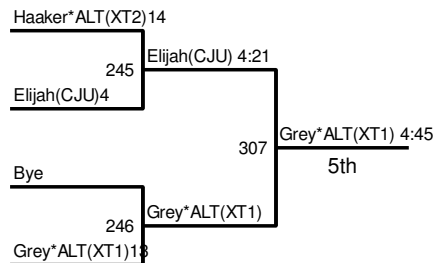 Haaker*ALT(XT2)14
Elijah(CJU) 4:21
245
Elijah(CJU)4
Grey*ALT(XT1) 4:45
307
5th
Bye
Grey*ALT(XT1)
246
Grey*ALT(XT1)13